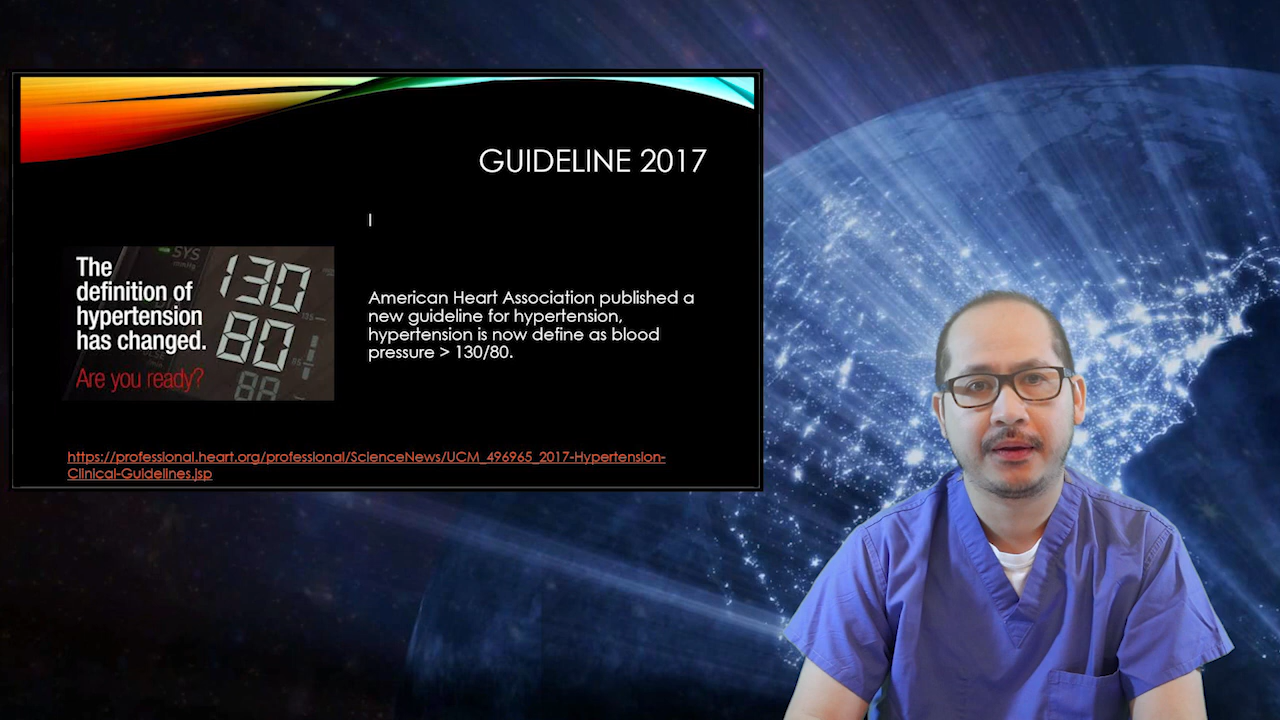 GUIDELINE 2017
I
The
definition of
hypertension
has changed.
Are you ready?
SYS
mmHg
130
80
88
American Heart Association published a
new guideline for hypertension,
hypertension is now define as blood
pressure > 130/80.
https://professional.heart.org/professional/ScienceNews/UCM_496965_2017-Hypertension-
Clinical-Guidelines.jsp